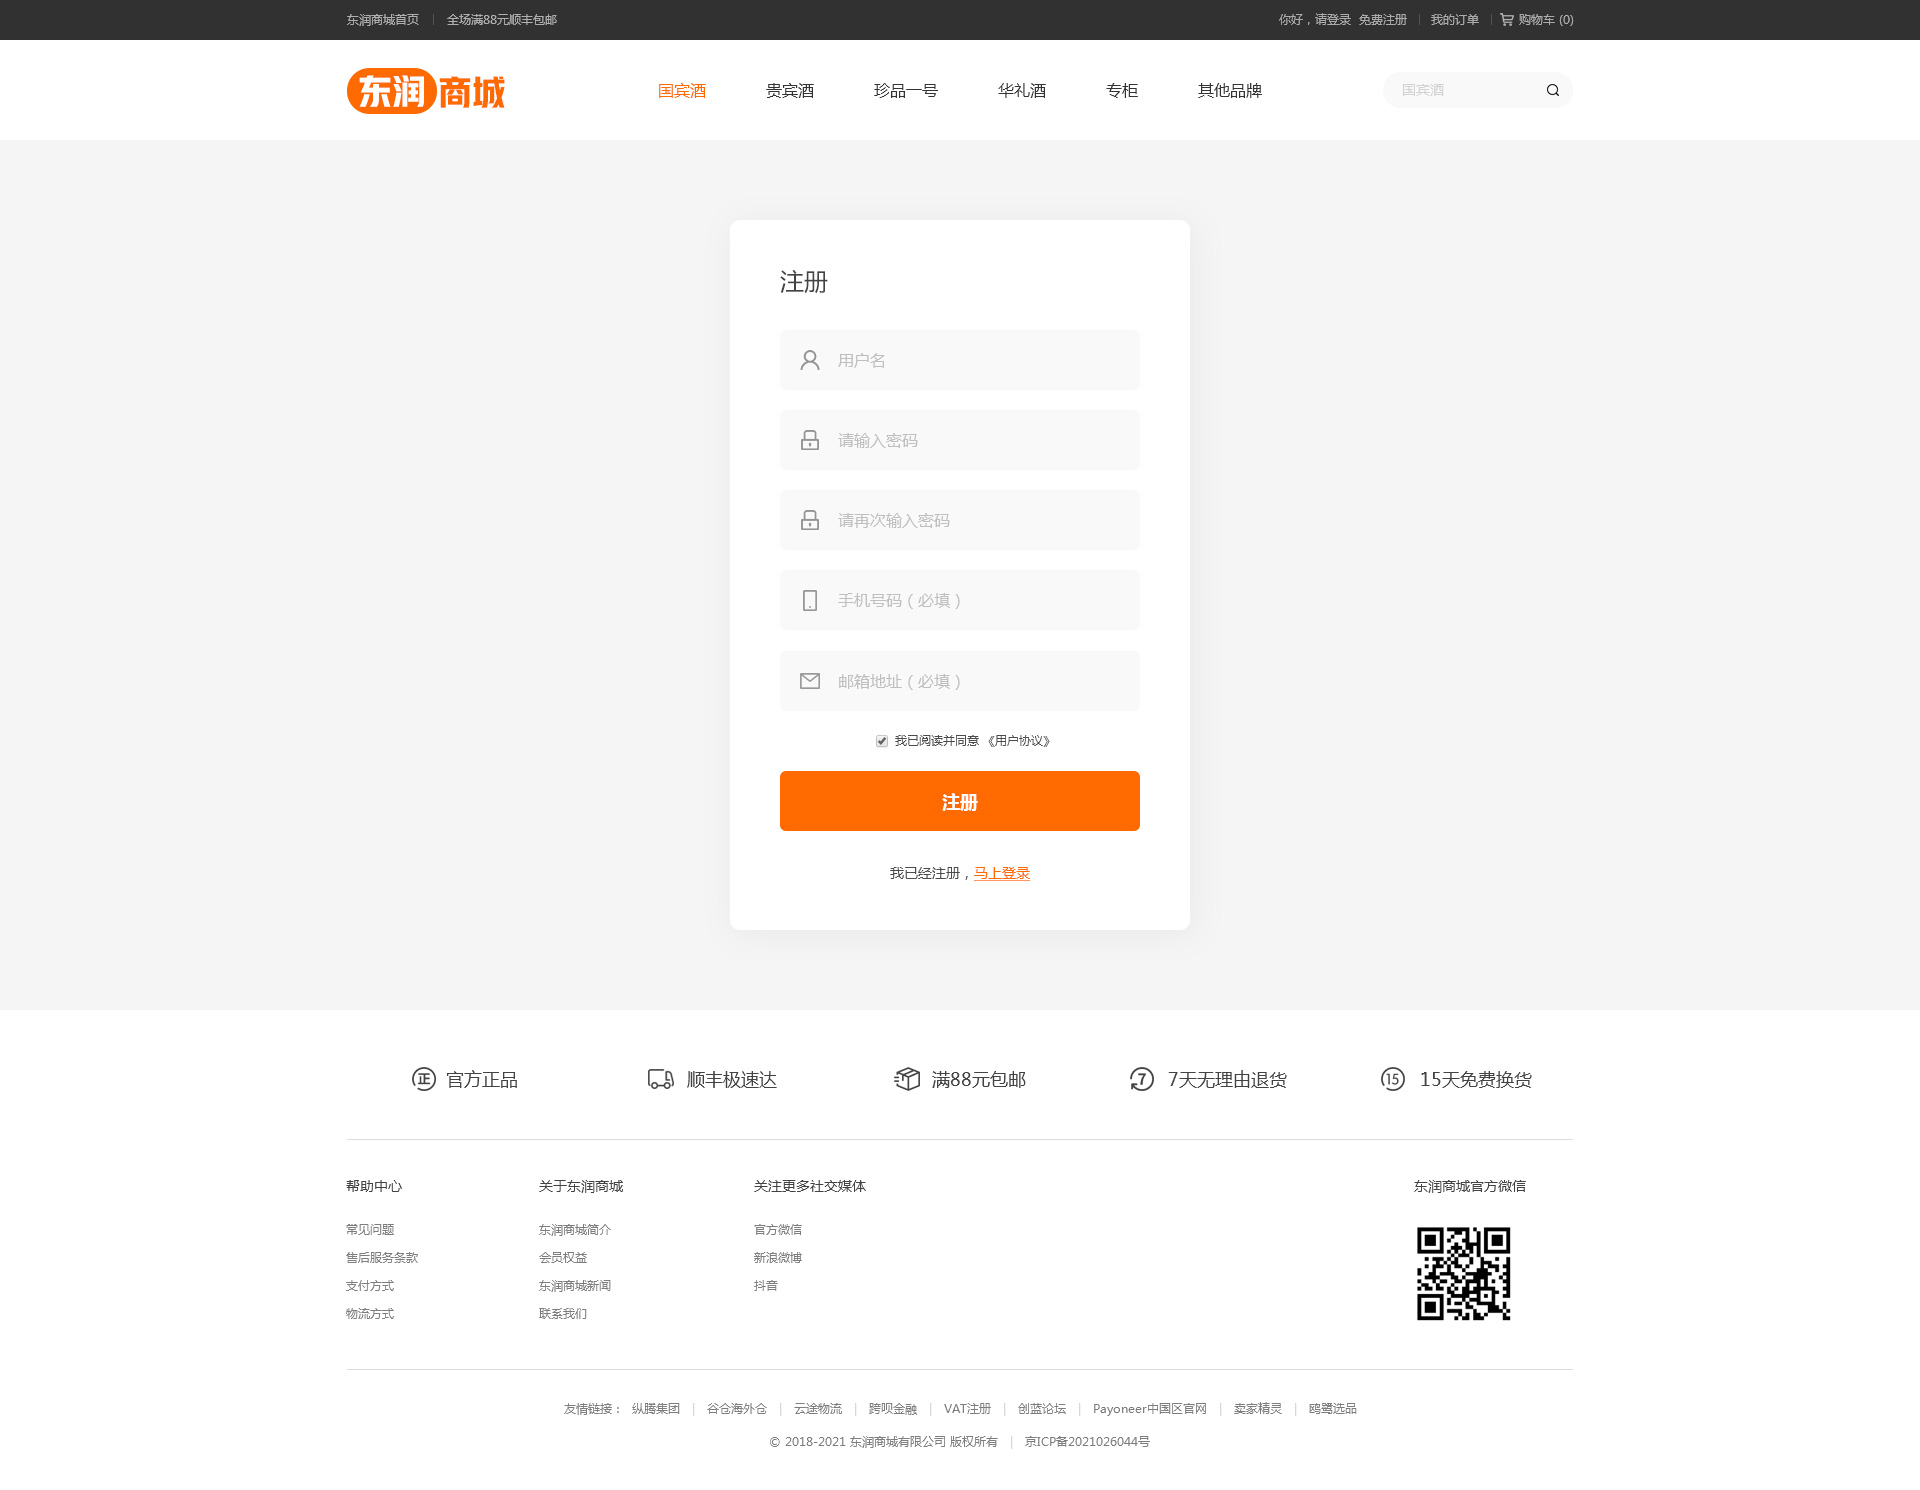 东润商城首页 | 全场满88元顺丰包邮 你好，请登录 免费注册 | 我的订单 | 购物车 (0)
东润商城 国宾酒 贵宾酒 珍品一号 华礼酒 专柜 其他品牌 国宾酒
注册
用户名
请输入密码
请再次输入密码
手机号码（必填）
邮箱地址（必填）
我已阅读并同意 《用户协议》
注册
我已经注册，马上登录
正 官方正品 顺丰极速达 满88元包邮 7 7天无理由退货 15 15天免费换货
帮助中心 关于东润商城 关注更多社交媒体 东润商城官方微信
常见问题 东润商城简介 官方微信
售后服务条款 会员权益 新浪微博
支付方式 东润商城新闻 抖音
物流方式 联系我们
友情链接： 纵腾集团 | 谷仓海外仓 | 云途物流 | 跨呗金融 | VAT注册 | 创蓝论坛 | Payoneer中国区官网 | 卖家精灵 | 鸥鹭选品
© 2018-2021 东润商城有限公司 版权所有 | 京ICP备2021026044号